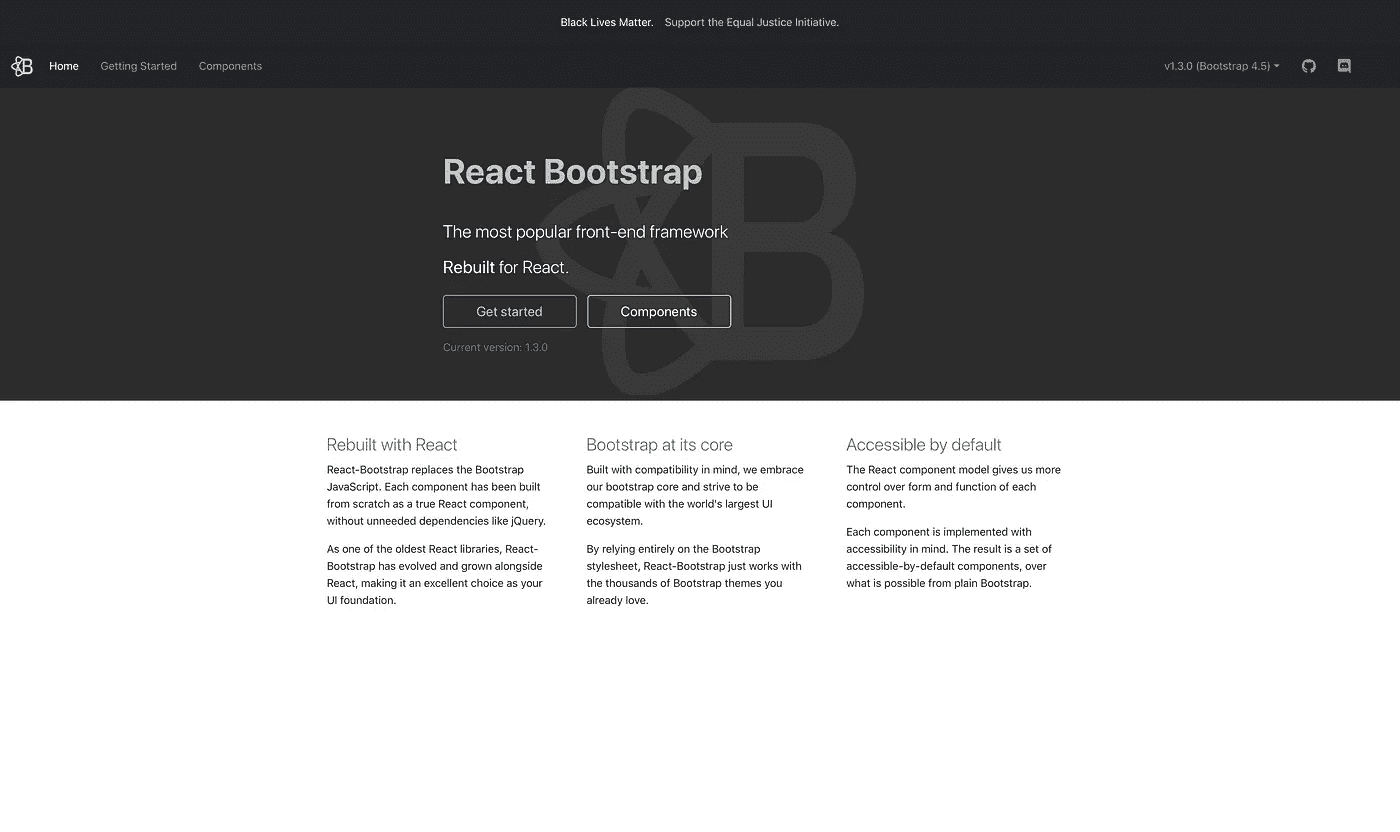 Black Lives Matter. Support the Equal Justice Initiative.
B Home Getting Started Components v1.3.0 (Bootstrap 4.5)
B
React Bootstrap
The most popular front-end framework
Rebuilt for React.
Get started Components
Current version: 1.3.0
Rebuilt with React
React-Bootstrap replaces the Bootstrap
JavaScript. Each component has been built
from scratch as a true React component,
without unneeded dependencies like jQuery.
As one of the oldest React libraries, React-
Bootstrap has evolved and grown alongside
React, making it an excellent choice as your
UI foundation.
Bootstrap at its core
Built with compatibility in mind, we embrace
our bootstrap core and strive to be
compatible with the world's largest UI
ecosystem.
By relying entirely on the Bootstrap
stylesheet, React-Bootstrap just works with
the thousands of Bootstrap themes you
already love.
Accessible by default
The React component model gives us more
control over form and function of each
component.
Each component is implemented with
accessibility in mind. The result is a set of
accessible-by-default components, over
what is possible from plain Bootstrap.